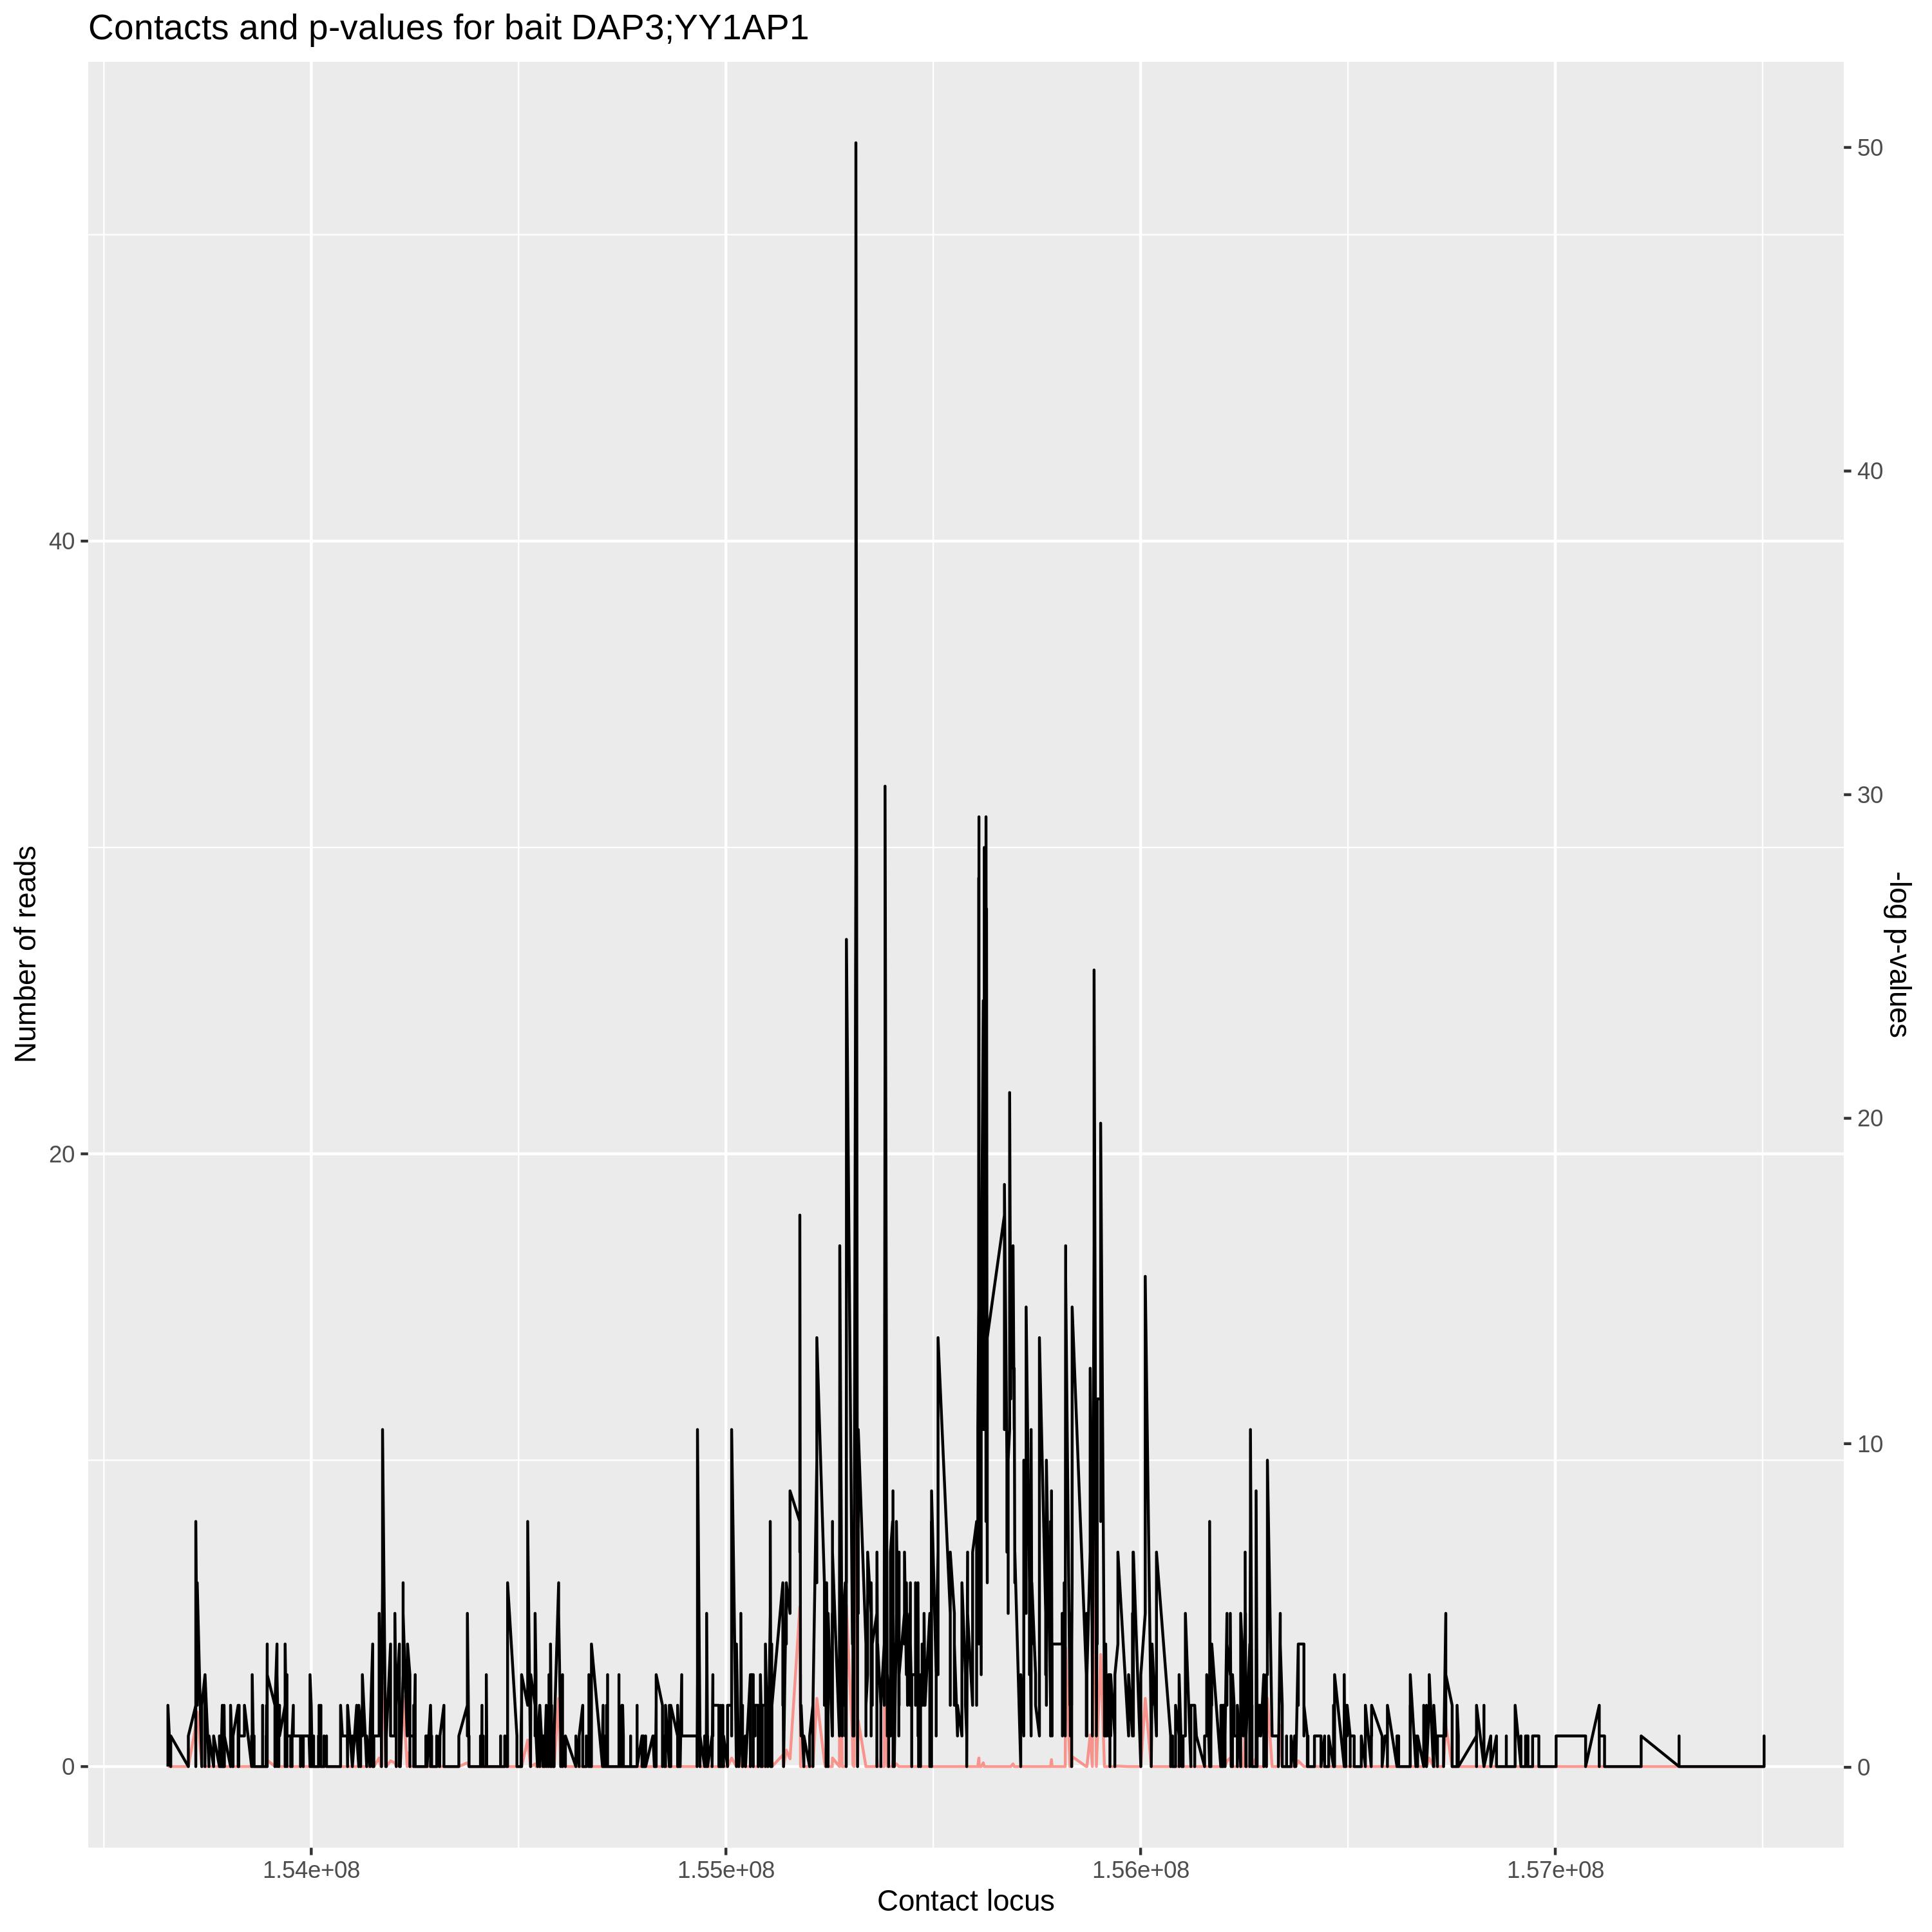 Contacts and p-values for bait DAP3;YY1AP1
Number of reads
40
20
0
50
40
30
20
10
0
-log p-values
1.54e+08
1.55e+08
1.56e+08
1.57e+08
Contact locus